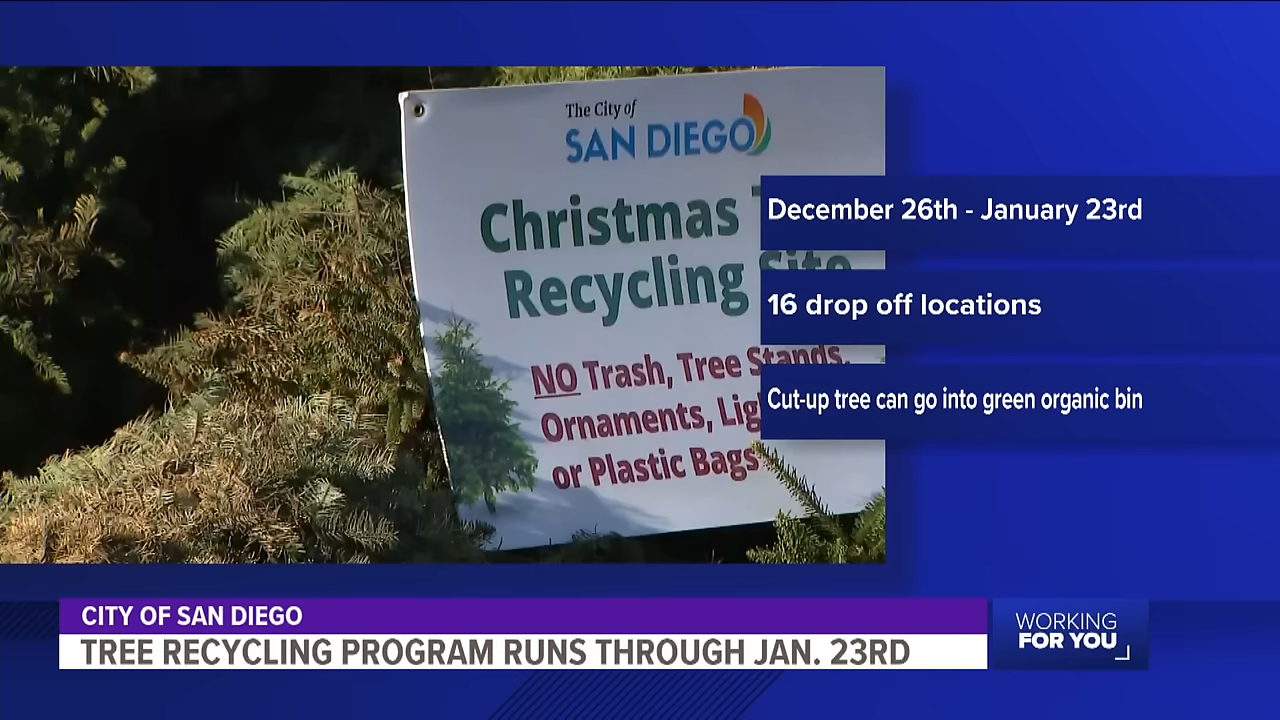 The City of
SAN DIEGO
Christmas
Recycling Site
NO Trash, Tree Stands,
Ornaments,
or Plastic Bags
December 26th - January 23rd
16 drop off locations
Cut-up tree can go into green organic bin
CITY OF SAN DIEGO
TREE RECYCLING PROGRAM RUNS THROUGH JAN. 23RD
WORKING
FOR YOU